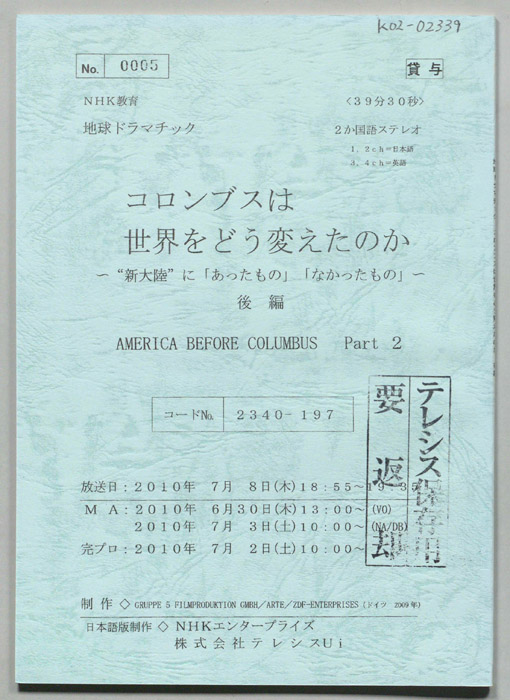 K02-02339
No. 0005
貸与
NHK教育 〈39分30秒〉
地球ドラマチック 2か国語ステレオ
1．2ch=日本語
3．4ch=英語
コロンブスは
世界をどう変えたのか
～“新大陸”に「あったもの」「なかったもの」～
後 編
AMERICA BEFORE COLUMBUS Part 2
コードNo. 2340-197
テレシス保存用
要返却
放送日：2010年 7月 8日(木)18：55～19：35
MA：2010年 6月30日(木)13：00～ (VO)
2010年 7月 3日(土)10：00～ (NA/DB)
完プロ：2010年 7月 2日(土)10：00～
制作 ◇ GRUPPE 5 FILMPRODUKTION GMBH／ARTE／ZDF-ENTERPRISES (ドイツ 2009年)
日本語版制作 ◇ NHKエンタープライズ
株式会社テレシスUi